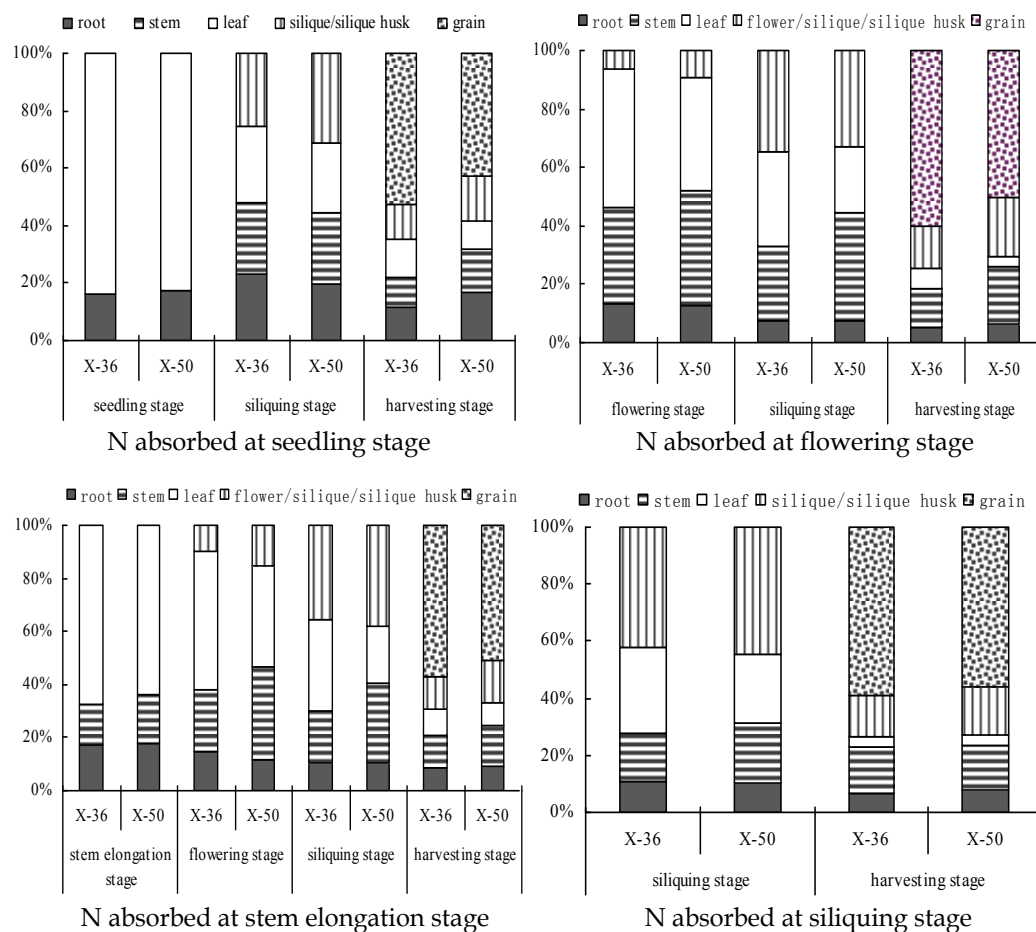 root stem leaf silique/silique husk grain
100%
80%
60%
40%
20%
0%
X-36 X-50 X-36 X-50 X-36 X-50
seedling stage siliquing stage harvesting stage
N absorbed at seedling stage
root stem leaf flower/silique/silique husk grain
100%
80%
60%
40%
20%
0%
X-36 X-50 X-36 X-50 X-36 X-50
flowering stage siliquing stage harvesting stage
N absorbed at flowering stage
root stem leaf flower/silique/silique husk grain
100%
80%
60%
40%
20%
0%
X-36 X-50 X-36 X-50 X-36 X-50 X-36 X-50
stem elongation flowering stage siliquing stage harvesting stage
stage
N absorbed at stem elongation stage
root stem leaf silique/silique husk grain
100%
80%
60%
40%
20%
0%
X-36 X-50 X-36 X-50
siliquing stage harvesting stage
N absorbed at siliquing stage